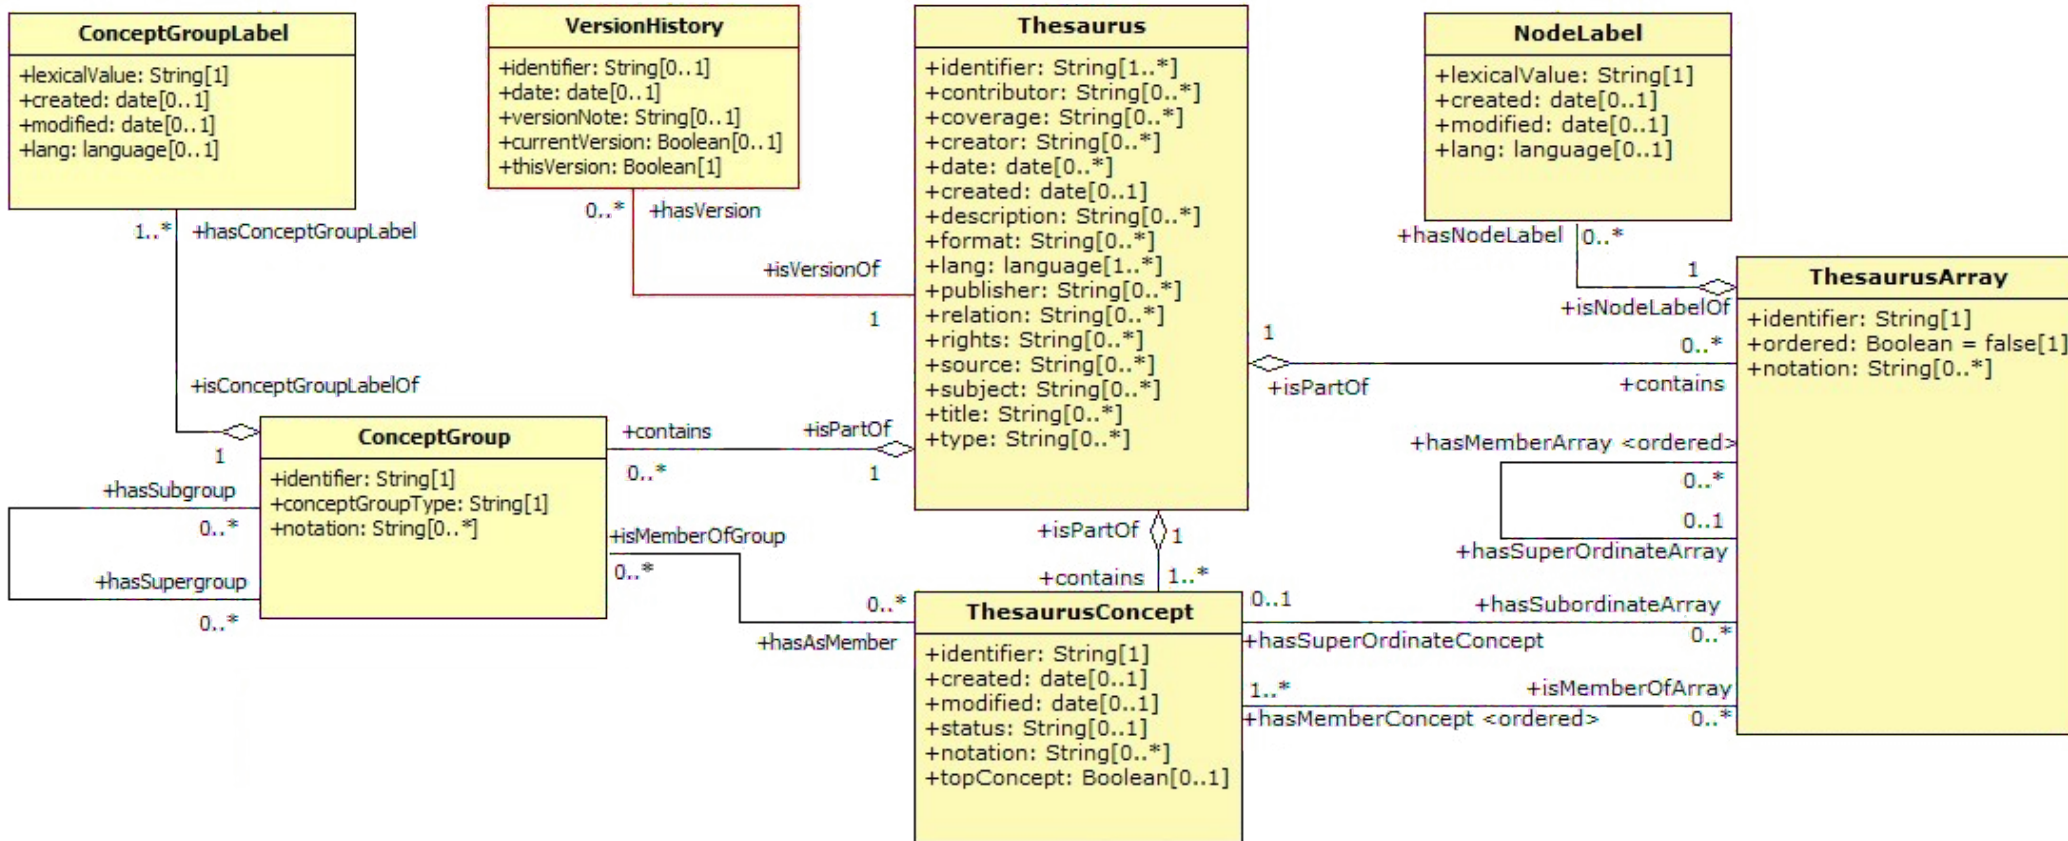 ConceptGroupLabel
+lexicalValue: String[1]
+created: date[0..1]
+modified: date[0..1]
+lang: language[0..1]
VersionHistory
+identifier: String[0..1]
+date: date[0..1]
+versionNote: String[0..1]
+currentVersion: Boolean[0..1]
+thisVersion: Boolean[1]
Thesaurus
+identifier: String[1..*]
+contributor: String[0..*]
+coverage: String[0..*]
+creator: String[0..*]
+date: date[0..*]
+created: date[0..1]
+description: String[0..*]
+format: String[0..*]
+lang: language[1..*]
+publisher: String[0..*]
+relation: String[0..*]
+rights: String[0..*]
+source: String[0..*]
+subject: String[0..*]
+title: String[0..*]
+type: String[0..*]
NodeLabel
+lexicalValue: String[1]
+created: date[0..1]
+modified: date[0..1]
+lang: language[0..1]
1..* +hasConceptGroupLabel
0..* +hasVersion
+isVersionOf
1
+hasNodeLabel 0..*
1
+isNodeLabelOf
ThesaurusArray
+identifier: String[1]
+ordered: Boolean = false[1]
+notation: String[0..*]
1
+isPartOf
0..*
+contains
+isConceptGroupLabelOf
1
ConceptGroup
+identifier: String[1]
+conceptGroupType: String[1]
+notation: String[0..*]
+contains
0..*
+isPartOf
1
+hasSubgroup
0..*
+hasSupergroup
0..*
+hasMemberArray <ordered>
0..*
0..1
+hasSuperOrdinateArray
+isMemberOfGroup
0..*
0..*
+hasAsMember
+isPartOf 1
+contains 1..*
ThesaurusConcept
+identifier: String[1]
+created: date[0..1]
+modified: date[0..1]
+status: String[0..1]
+notation: String[0..*]
+topConcept: Boolean[0..1]
0..1 +hasSubordinateArray
+hasSuperOrdinateConcept 0..*
1..* +isMemberOfArray
+hasMemberConcept <ordered> 0..*